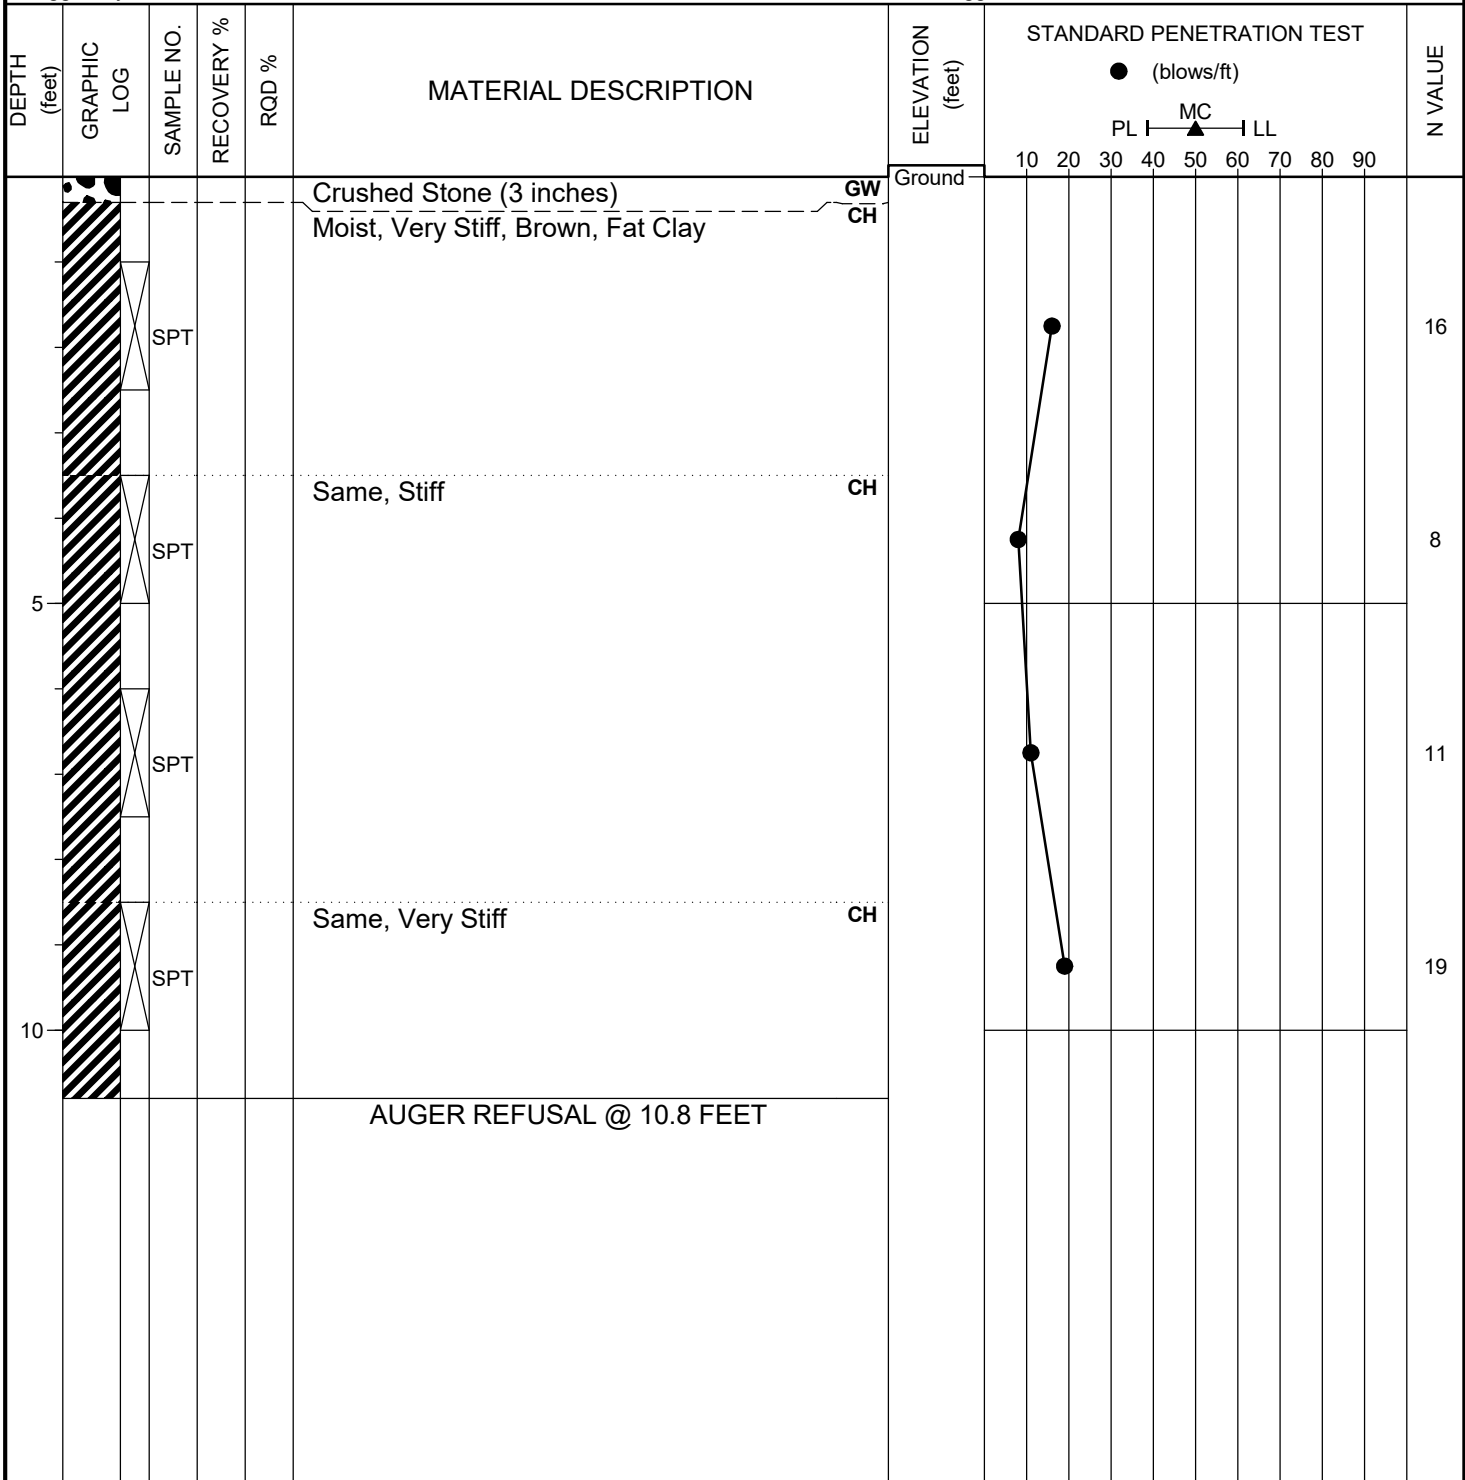 DEPTH
(feet)
GRAPHIC
LOG
SAMPLE NO.
RECOVERY %
RQD %
MATERIAL DESCRIPTION
ELEVATION
(feet)
STANDARD PENETRATION TEST
(blows/ft)
MC
PL LL
10 20 30 40 50 60 70 80 90
N VALUE
Ground
Crushed Stone (3 inches) GW
CH
Moist, Very Stiff, Brown, Fat Clay
SPT 16
Same, Stiff CH
SPT 8
5
SPT 11
Same, Very Stiff CH
SPT 19
10
AUGER REFUSAL @ 10.8 FEET